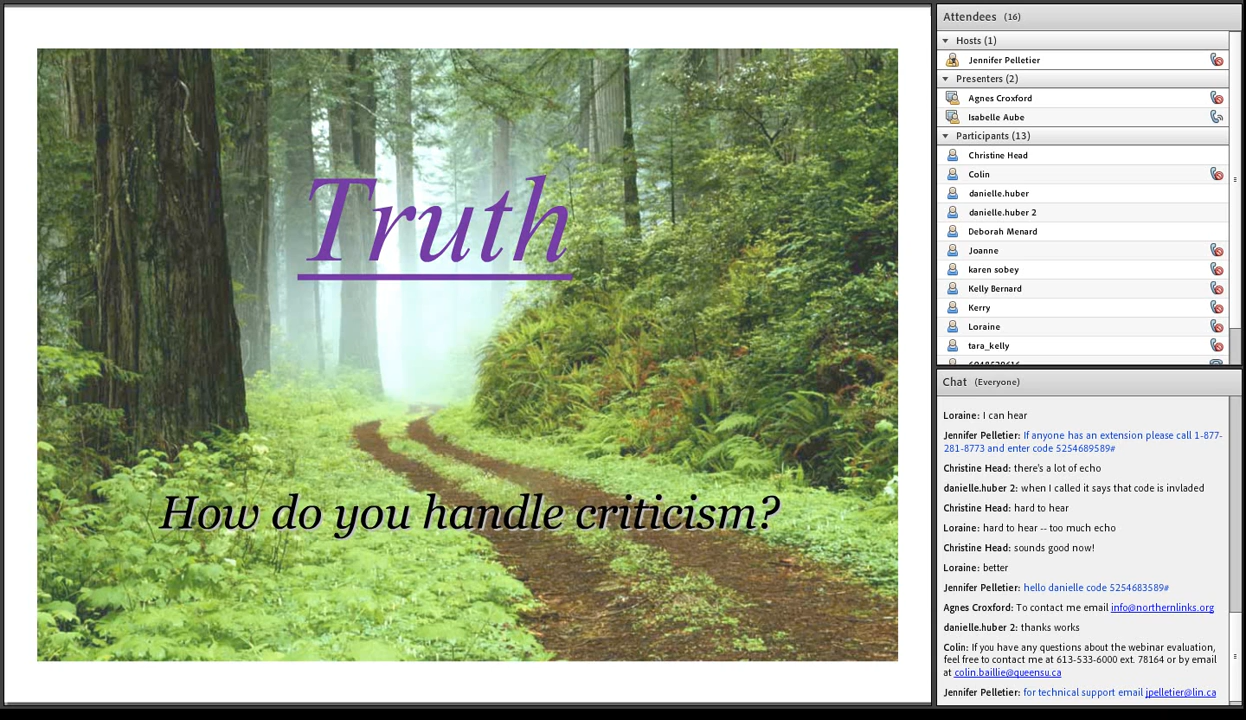 Truth
How do you handle criticism?
Attendees (16)
Hosts (1)
Jennifer Pelletier
Presenters (2)
Agnes Croxford
Isabelle Aube
Participants (13)
Christine Head
Colin
danielle.huber
danielle.huber 2
Deborah Menard
Joanne
karen sobey
Kelly Bernard
Kerry
Loraine
tara_kelly
Chat (Everyone)
Loraine: I can hear
Jennifer Pelletier: If anyone has an extension please call 1-877-
281-8773 and enter code 5254689589#
Christine Head: there's a lot of echo
danielle.huber 2: when I called it says that code is invladed
Christine Head: hard to hear
Loraine: hard to hear -- too much echo
Christine Head: sounds good now!
Loraine: better
Jennifer Pelletier: hello danielle code 5254683589#
Agnes Croxford: To contact me email info@northernlinks.org
danielle.huber 2: thanks works
Colin: If you have any questions about the webinar evaluation,
feel free to contact me at 613-533-6000 ext. 78164 or by email
at colin.baillie@queensu.ca
Jennifer Pelletier: for technical support email jpelletier@lin.ca